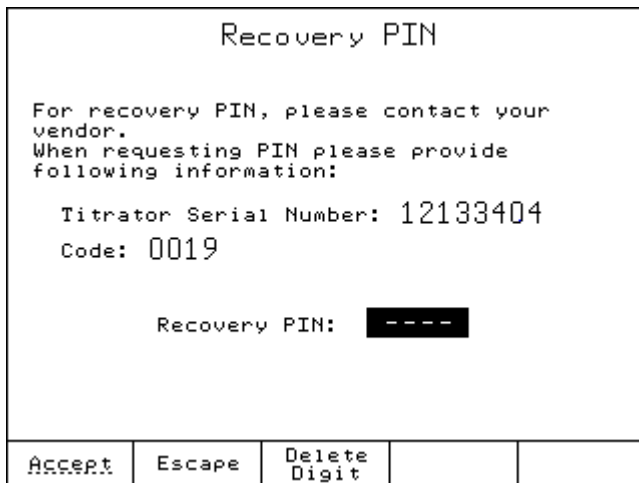 Recovery PIN
For recovery PIN, please contact your
vendor.
When requesting PIN please provide
following information:
Titrator Serial Number: 12133404
Code: 0019
Recovery PIN: ----
Accept
Escape
Delete
Digit